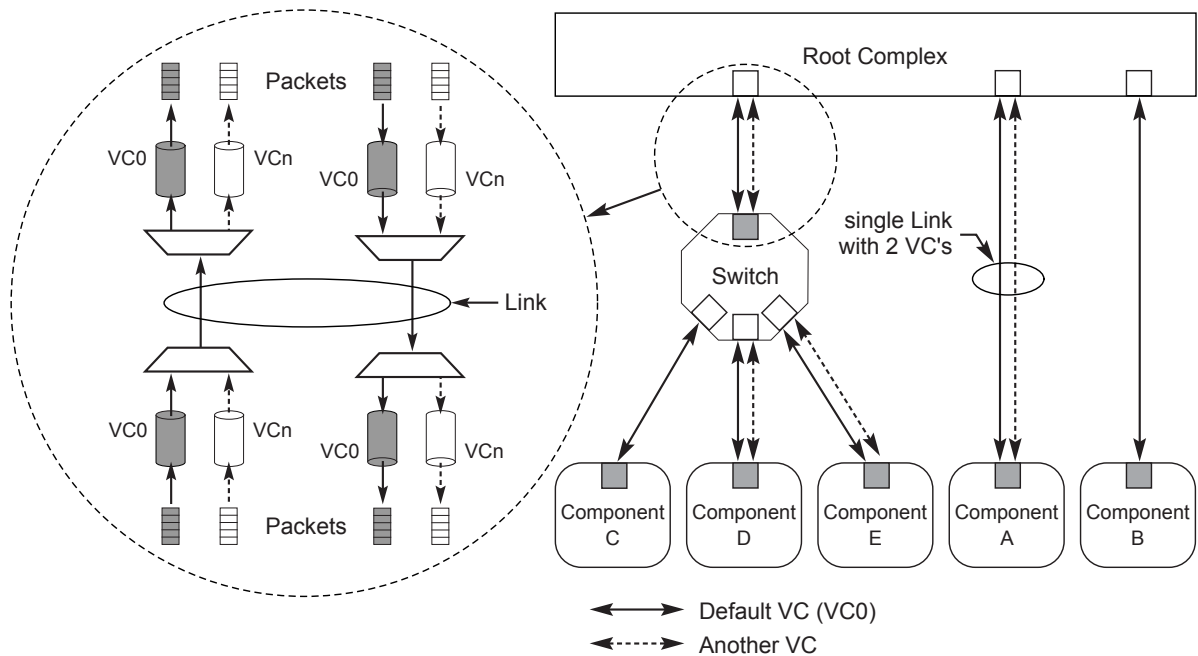 Packets
VC0
VCn
VC0
VCn
Link
VC0
VCn
VC0
VCn
Packets
Root Complex
single Link
with 2 VC's
Switch
Component
C
Component
D
Component
E
Component
A
Component
B
Default VC (VC0)
Another VC